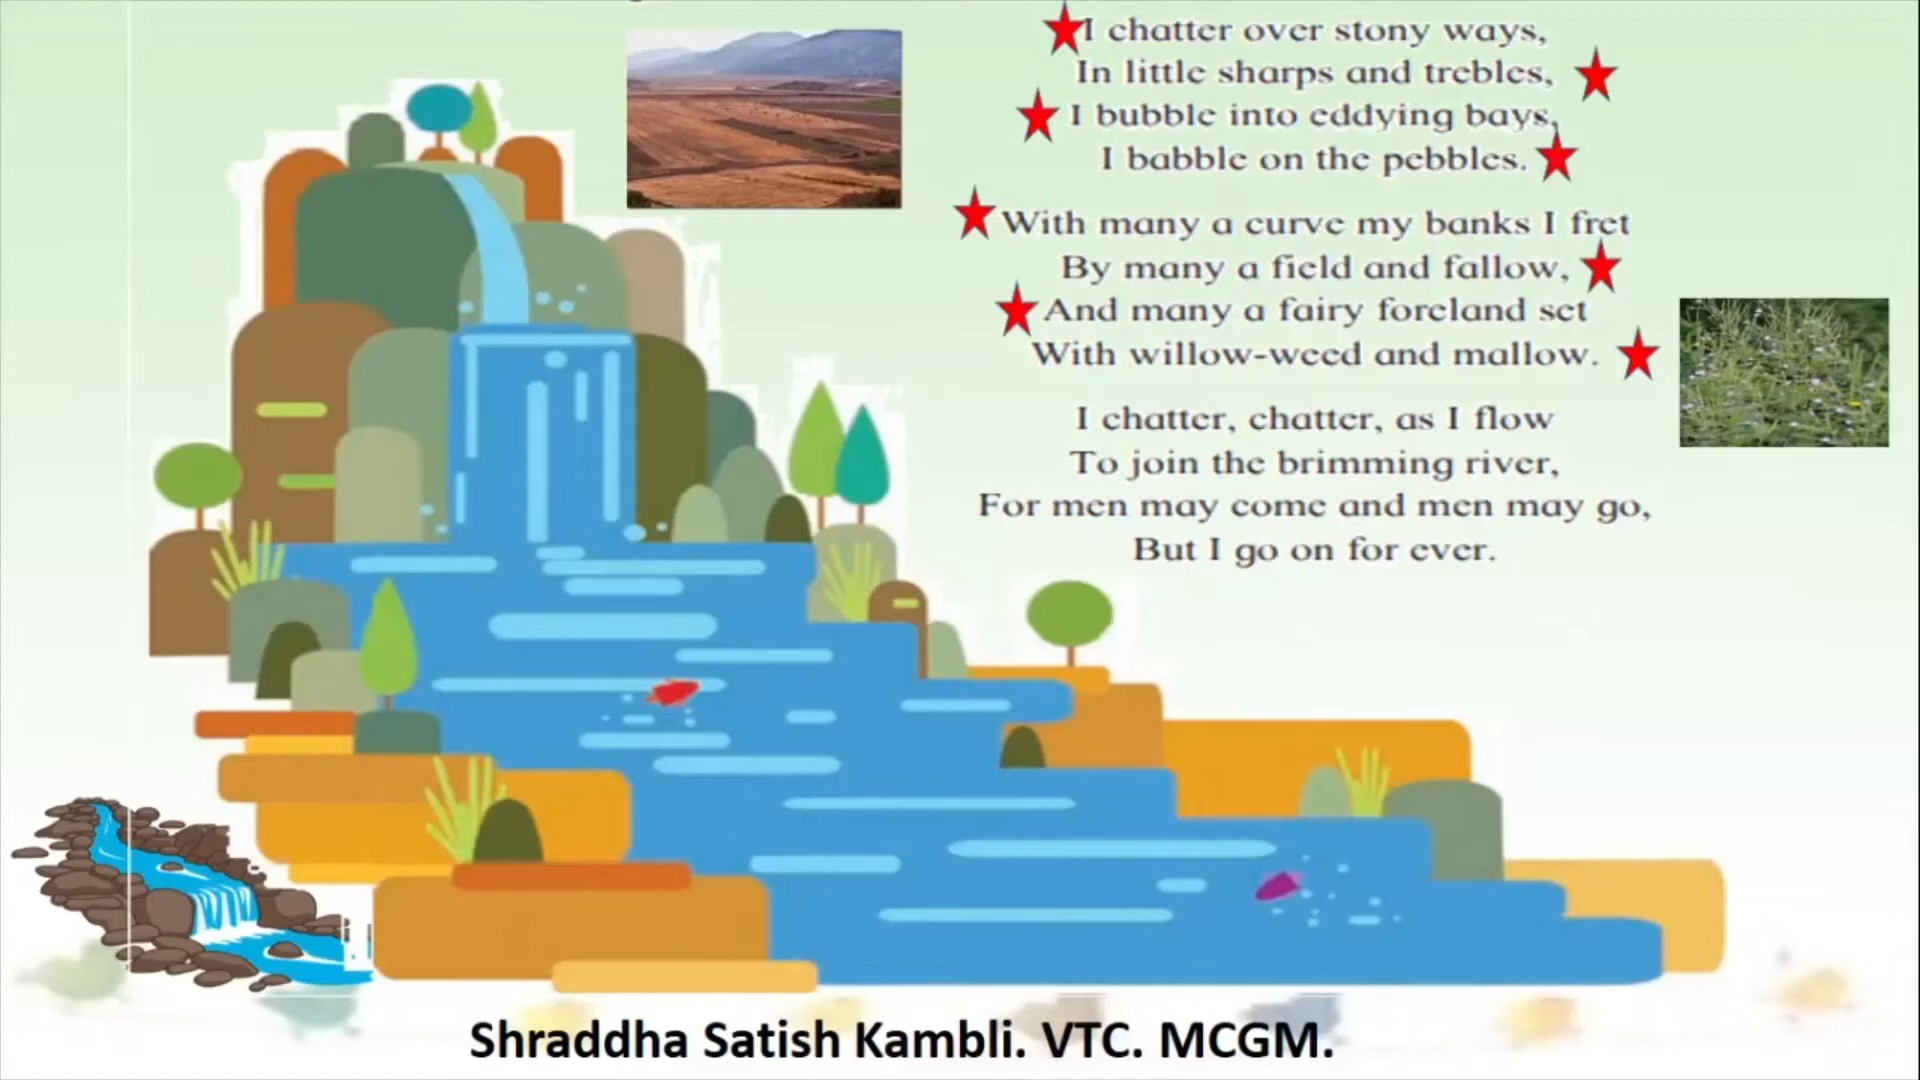 I chatter over stony ways,
In little sharps and trebles,
I bubble into eddying bays,
I babble on the pebbles.
With many a curve my banks I fret
By many a field and fallow,
And many a fairy foreland set
With willow-weed and mallow.
I chatter, chatter, as I flow
To join the brimming river,
For men may come and men may go,
But I go on for ever.
Shraddha Satish Kambli. VTC. MCGM.